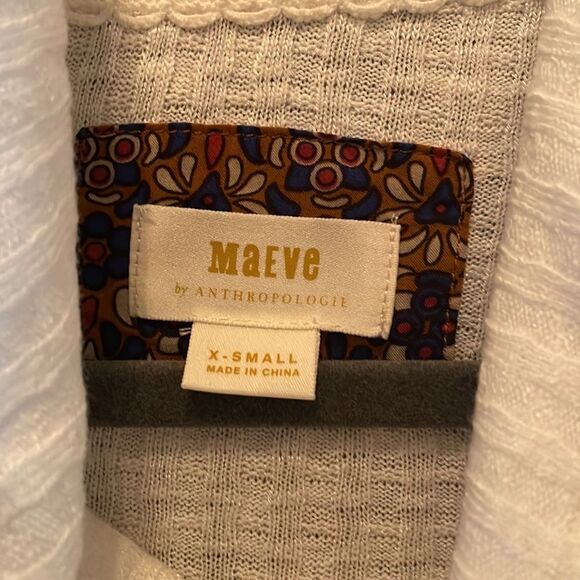 MaEve
by ANTHROPOLOGIE
X-SMALL
MADE IN CHINA